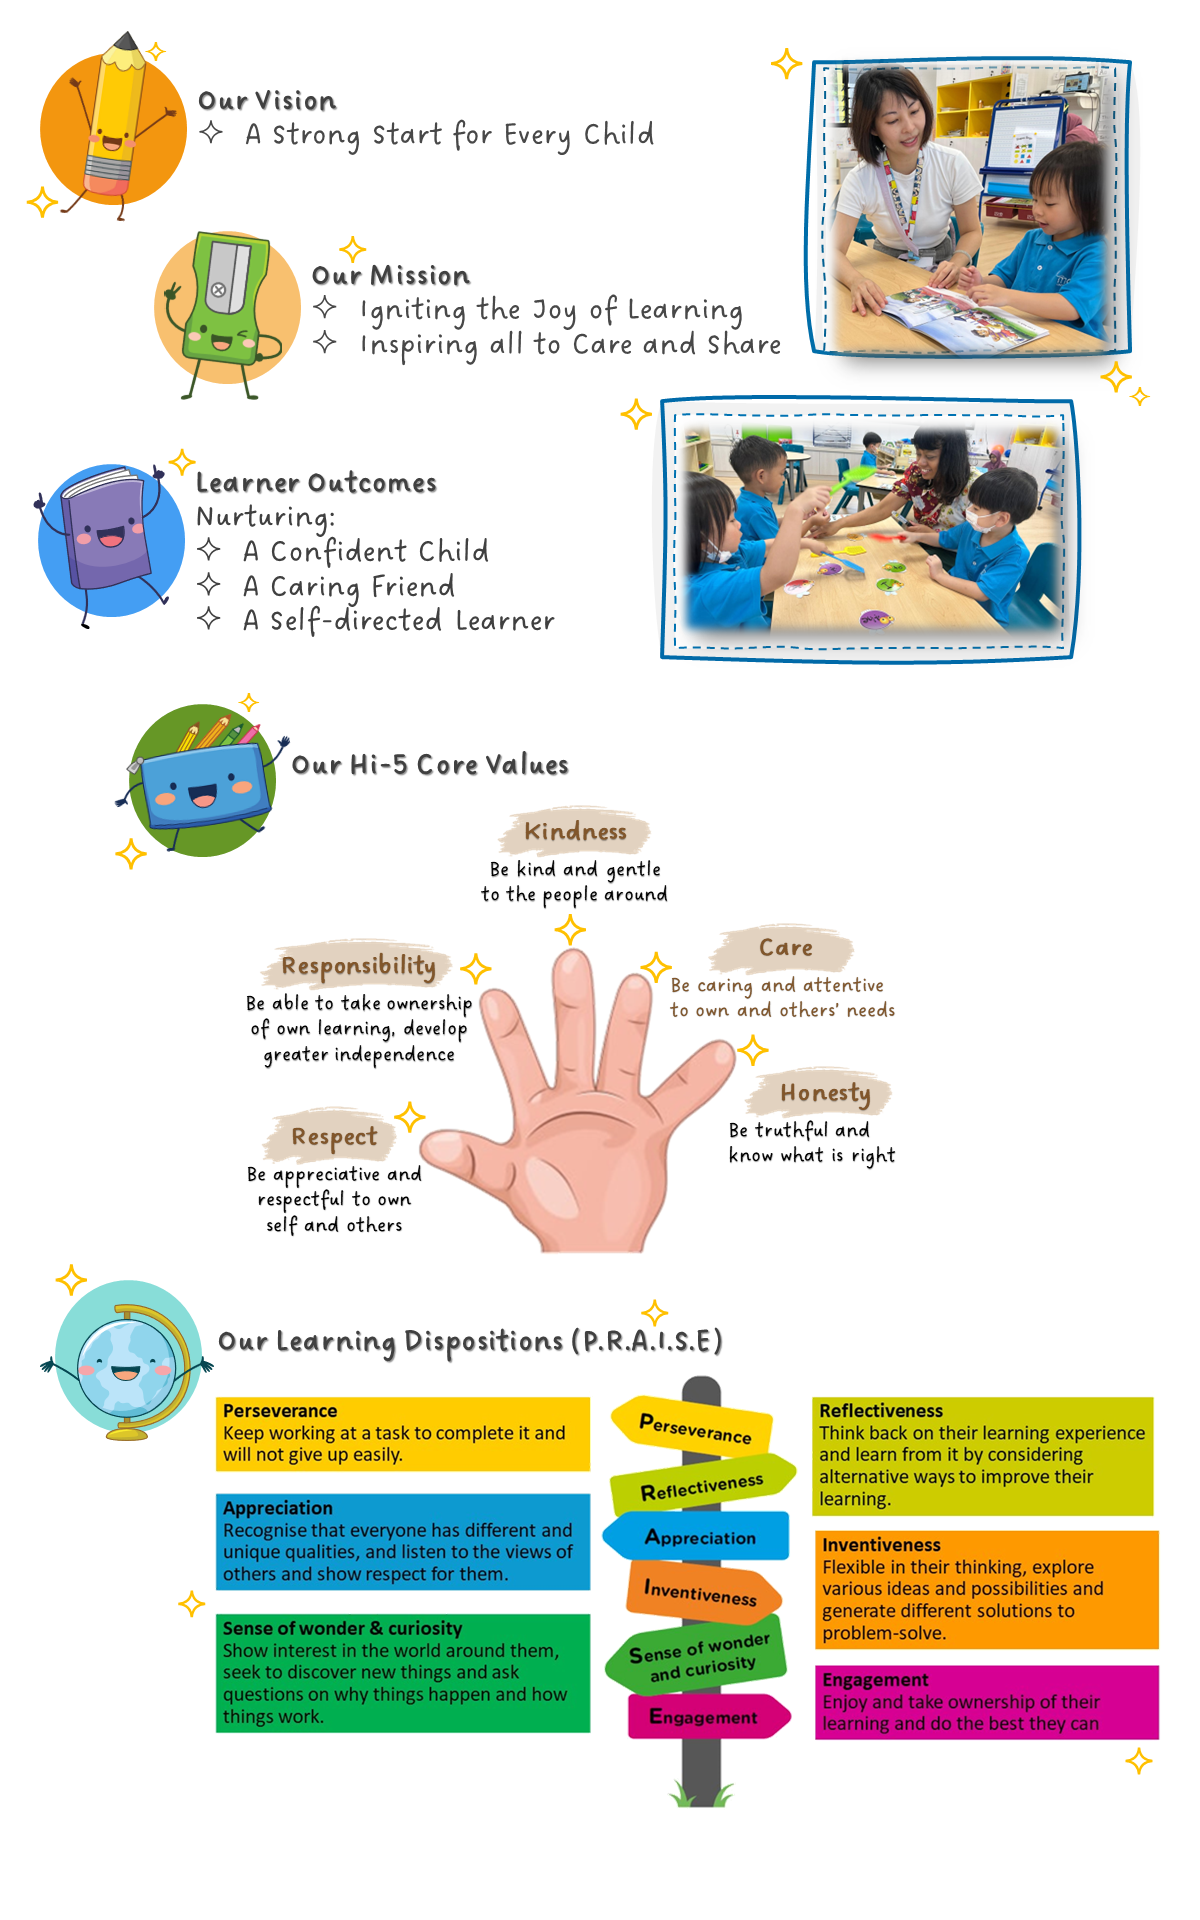 Our Vision
A Strong Start for Every Child
Our Mission
Igniting the Joy of Learning
Inspiring all to Care and Share
Learner Outcomes
Nurturing:
A Confident Child
A Caring Friend
A Self-directed Learner
Our Hi-5 Core Values
Kindness
Be kind and gentle
to the people around
Responsibility
Be able to take ownership
of own learning, develop
greater independence
Care
Be caring and attentive
to own and others' needs
Honesty
Be truthful and
know what is right
Respect
Be appreciative and
respectful to own
self and others
Our Learning Dispositions (P.R.A.I.S.E)
Perseverance
Keep working at a task to complete it and
will not give up easily.
Appreciation
Recognise that everyone has different and
unique qualities, and listen to the views of
others and show respect for them.
Sense of wonder & curiosity
Show interest in the world around them,
seek to discover new things and ask
questions on why things happen and how
things work.
Perseverance
Reflectiveness
Appreciation
Inventiveness
Sense of wonder
and curiosity
Engagement
Reflectiveness
Think back on their learning experience
and learn from it by considering
alternative ways to improve their
learning.
Inventiveness
Flexible in their thinking, explore
various ideas and possibilities and
generate different solutions to
problem-solve.
Engagement
Enjoy and take ownership of their
learning and do the best they can